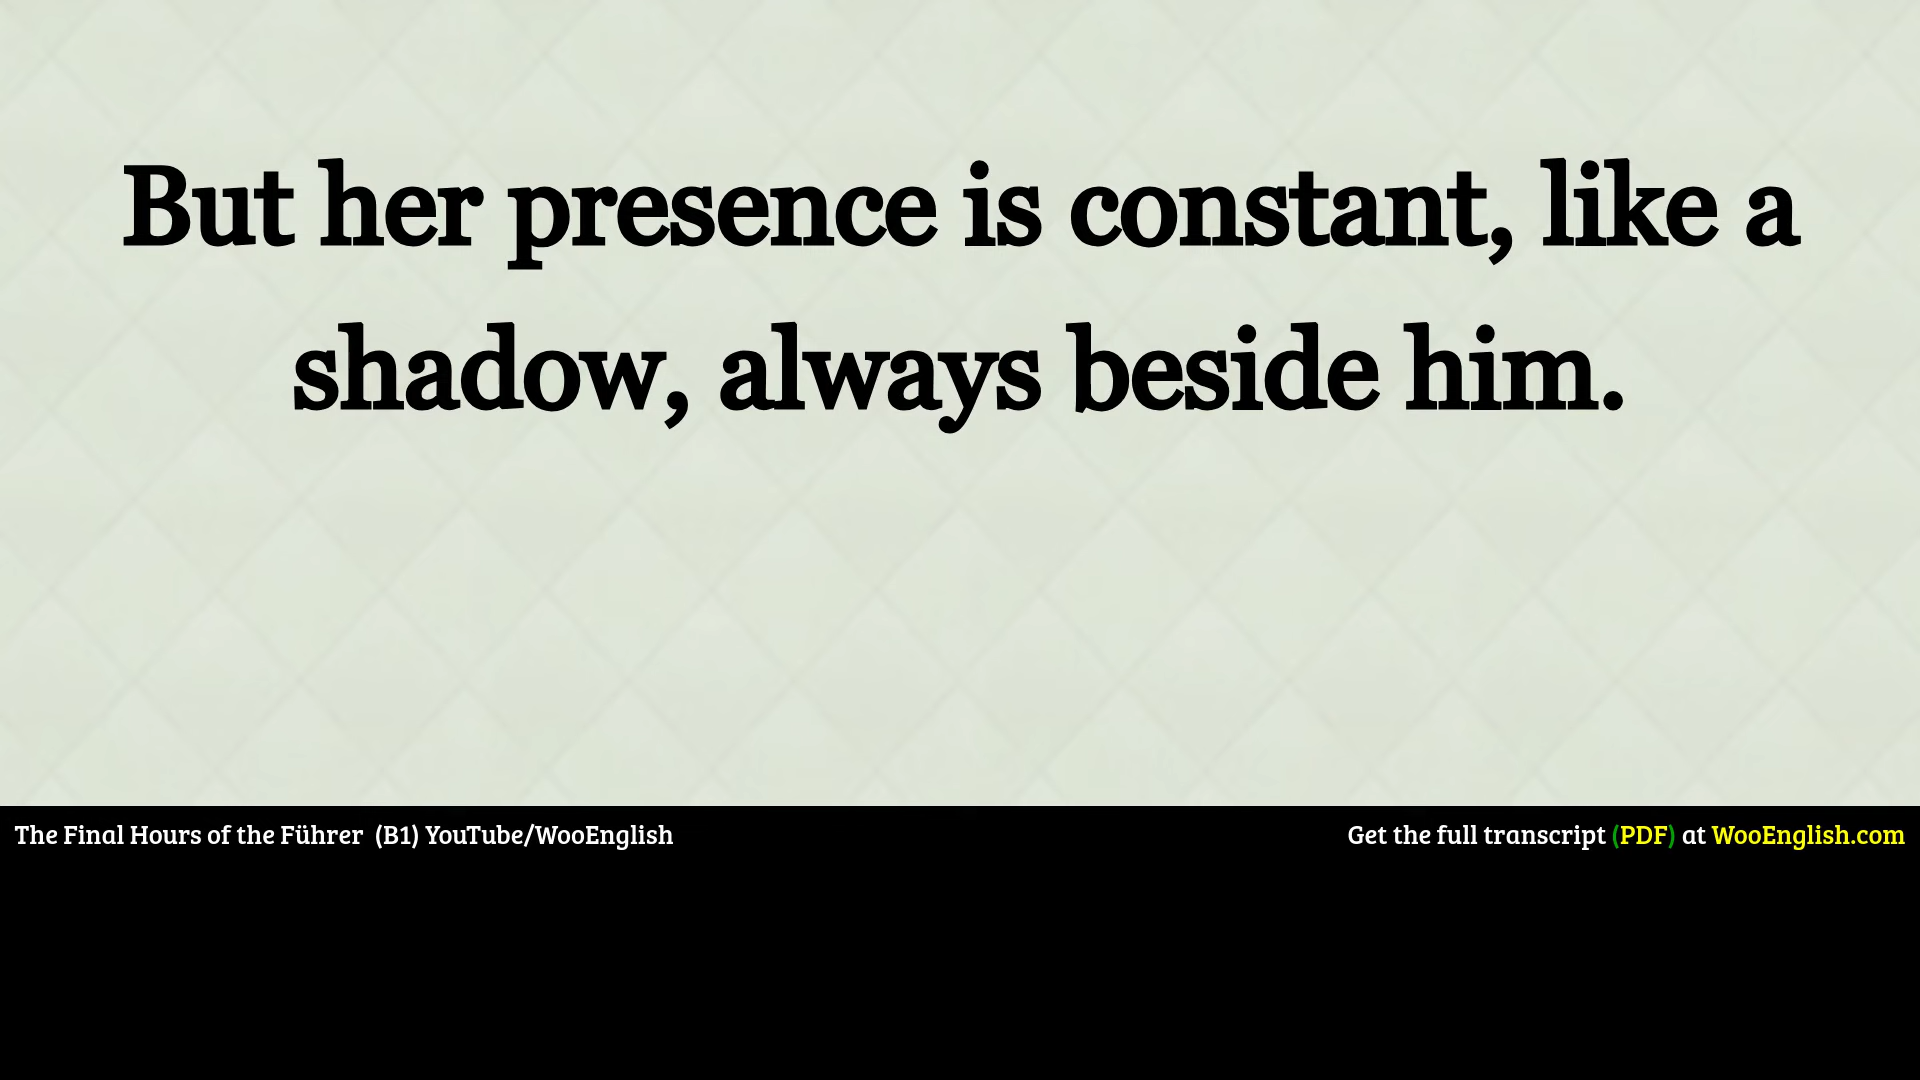 But her presence is constant, like a
shadow, always beside him.
The Final Hours of the Führer (B1) YouTube/WooEnglish
Get the full transcript (PDF) at WooEnglish.com